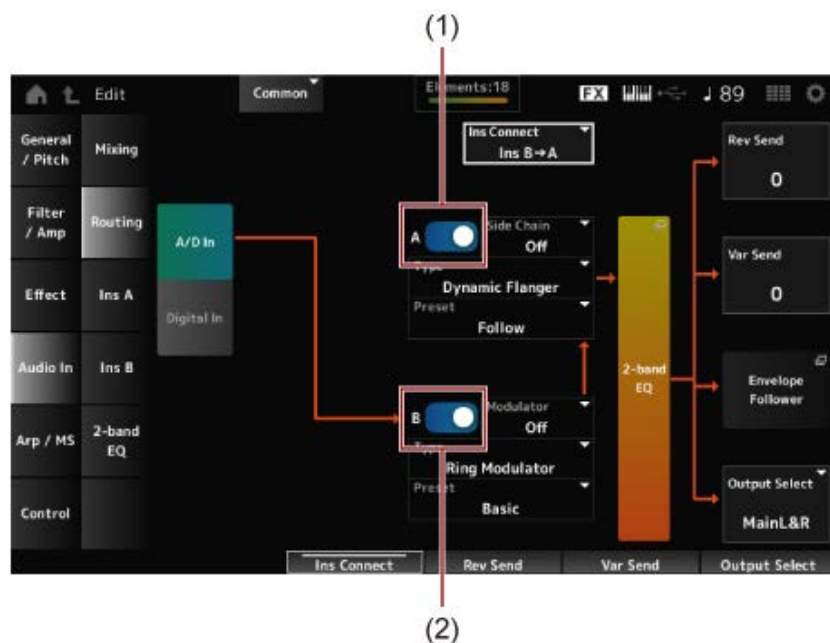 (1)
Edit
Common
Elements:18
FX
♩ 89
General
/ Pitch
Filter
/ Amp
Effect
Audio In
Arp / MS
Control
Mixing
Routing
Ins A
Ins B
2-band
EQ
A/D In
Digital In
Ins Connect
Ins B→A
A
Side Chain
Off
Type
Dynamic Flanger
Preset
Follow
B
Modulator
Off
Type
Ring Modulator
Preset
Basic
2-band
EQ
Rev Send
0
Var Send
0
Envelope
Follower
Output Select
MainL&R
Ins Connect
Rev Send
Var Send
Output Select
(2)